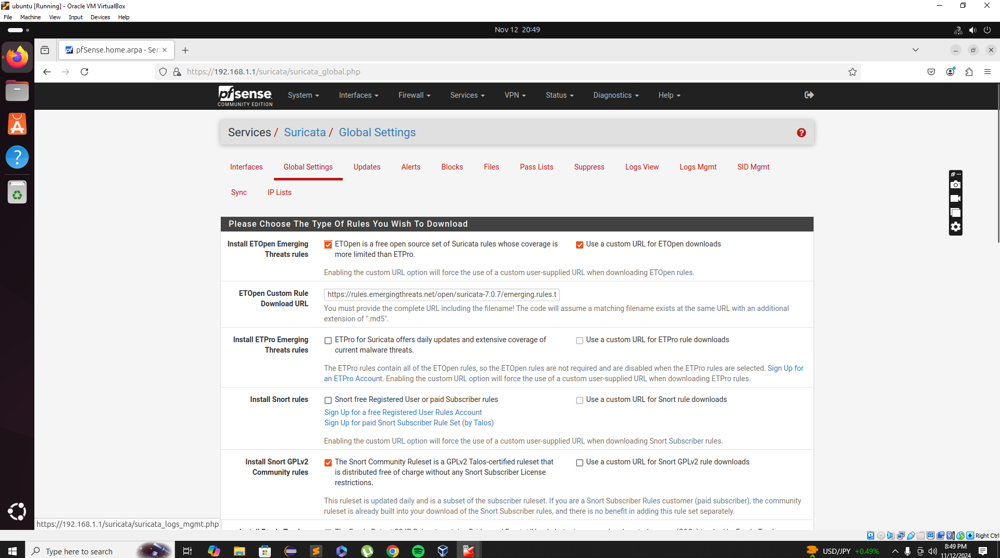 ubuntu [Running] - Oracle VM VirtualBox
File Machine View Input Devices Help
Nov 12 20:49
pfSense.home.arpa - Ser
https://192.168.1.1/suricata/suricata_global.php
pfsense
COMMUNITY EDITION
System Interfaces Firewall Services VPN Status Diagnostics Help
Services / Suricata / Global Settings
Interfaces Global Settings Updates Alerts Blocks Files Pass Lists Suppress Logs View Logs Mgmt SID Mgmt
Sync IP Lists
Please Choose The Type Of Rules You Wish To Download
Install ETOpen Emerging Threats rules
ETOpen is a free open source set of Suricata rules whose coverage is
more limited than ETPro.
Use a custom URL for ETOpen downloads
Enabling the custom URL option will force the use of a custom user-supplied URL when downloading ETOpen rules.
ETOpen Custom Rule
Download URL
https://rules.emergingthreats.net/open/suricata-7.0.7/emerging.rules.t
You must provide the complete URL including the filename! The code will assume a matching filename exists at the same URL with an additional
extension of ".md5".
Install ETPro Emerging
Threats rules
ETPro for Suricata offers daily updates and extensive coverage of
current malware threats.
Use a custom URL for ETPro rule downloads
The ETPro rules contain all of the ETOpen rules, so the ETOpen rules are not required and are disabled when the ETPro rules are selected. Sign Up for
an ETPro Account. Enabling the custom URL option will force the use of a custom user-supplied URL when downloading ETPro rules.
Install Snort rules
Snort free Registered User or paid Subscriber rules
Use a custom URL for Snort rule downloads
Sign Up for a free Registered User Rules Account
Sign Up for paid Snort Subscriber Rule Set (by Talos)
Enabling the custom URL option will force the use of a custom user-supplied URL when downloading Snort Subscriber rules.
Install Snort GPLv2
Community rules
The Snort Community Ruleset is a GPLv2 Talos-certified ruleset that
is distributed free of charge without any Snort Subscriber License
restrictions.
Use a custom URL for Snort GPLv2 rule downloads
This ruleset is updated daily and is a subset of the subscriber ruleset. If you are a Snort Subscriber Rules customer (paid subscriber), the community
ruleset is already built into your download of the Snort Subscriber rules, and there is no benefit in adding this rule set separately.
https://192.168.1.1/suricata/suricata_logs_mgmt.php
Right Ctrl
Type here to search
USD/JPY +0.49%
8:49 PM
11/12/2024